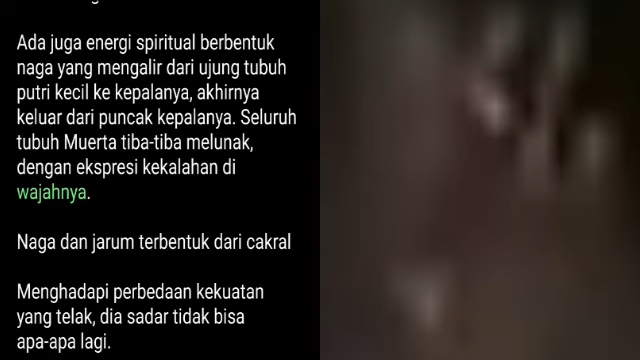 Ada juga energi spiritual berbentuk
naga yang mengalir dari ujung tubuh
putri kecil ke kepalanya, akhirnya
keluar dari puncak kepalanya. Seluruh
tubuh Muerta tiba-tiba melunak,
dengan ekspresi kekalahan di
wajahnya.
Naga dan jarum terbentuk dari cakral
Menghadapi perbedaan kekuatan
yang telak, dia sadar tidak bisa
apa-apa lagi.